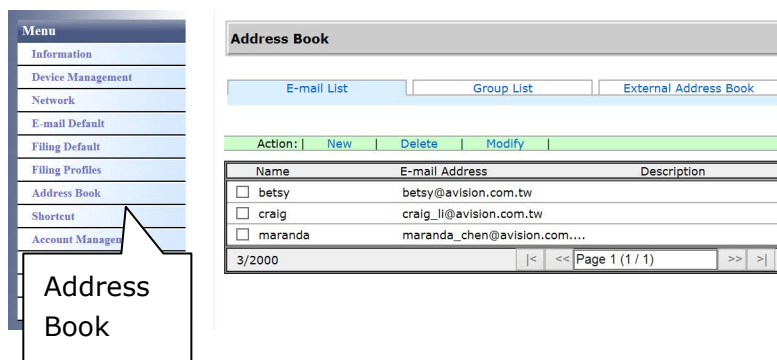 Menu
Information
Device Management
Network
E-mail Default
Filing Default
Filing Profiles
Address Book
Shortcut
Account Managem
Address
Book
Address Book
E-mail List Group List External Address Book
Action: | New | Delete | Modify |
Name E-mail Address Description
betsy betsy@avision.com.tw
craig craig_li@avision.com.tw
maranda maranda_chen@avision.com....
3/2000 |< << Page 1 (1 / 1) >> >|